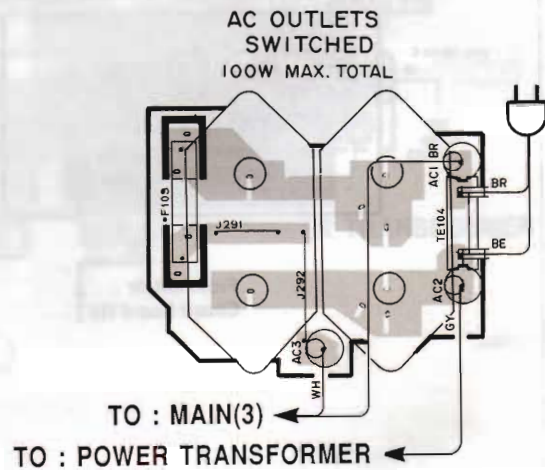 AC OUTLETS
SWITCHED
100W MAX. TOTAL
BR
AC1
BR
F105
J291
TE104
BE
J292
AC2
GY
AC3
WH
TO : MAIN(3)
TO : POWER TRANSFORMER